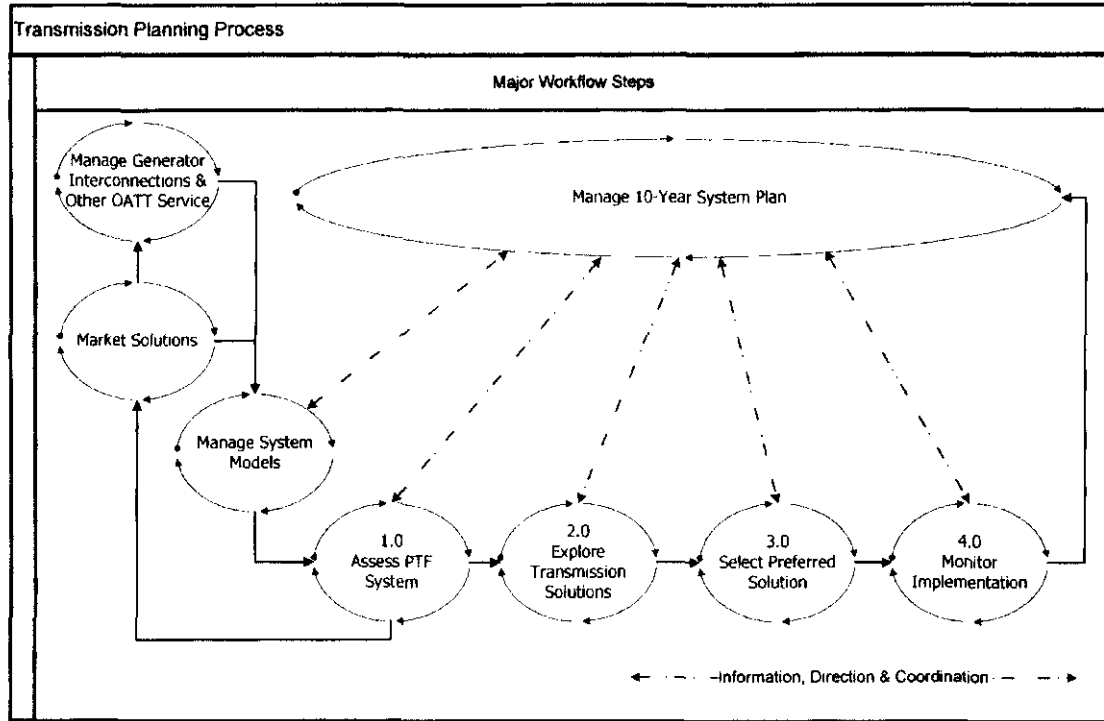 Transmission Planning Process
Major Workflow Steps
Manage Generator
Interconnections &
Other OATT Service
Manage 10-Year System Plan
Market Solutions
Manage System
Models
1.0
Assess PTF
System
2.0
Explore
Transmission
Solutions
3.0
Select Preferred
Solution
4.0
Monitor
Implementation
Information, Direction & Coordination